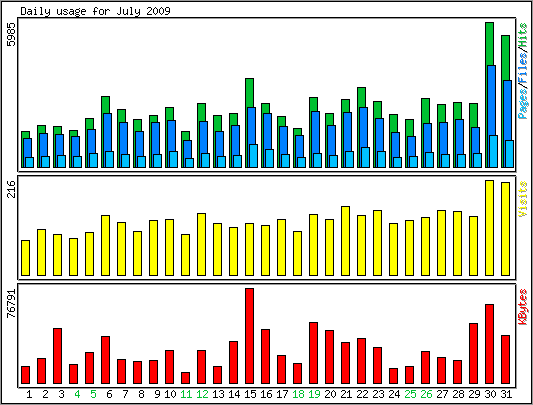 Daily usage for July 2009
5985
Pages/Files/Hits
216
Visits
76791
KBytes
1 2 3 4 5 6 7 8 9 10 11 12 13 14 15 16 17 18 19 20 21 22 23 24 25 26 27 28 29 30 31